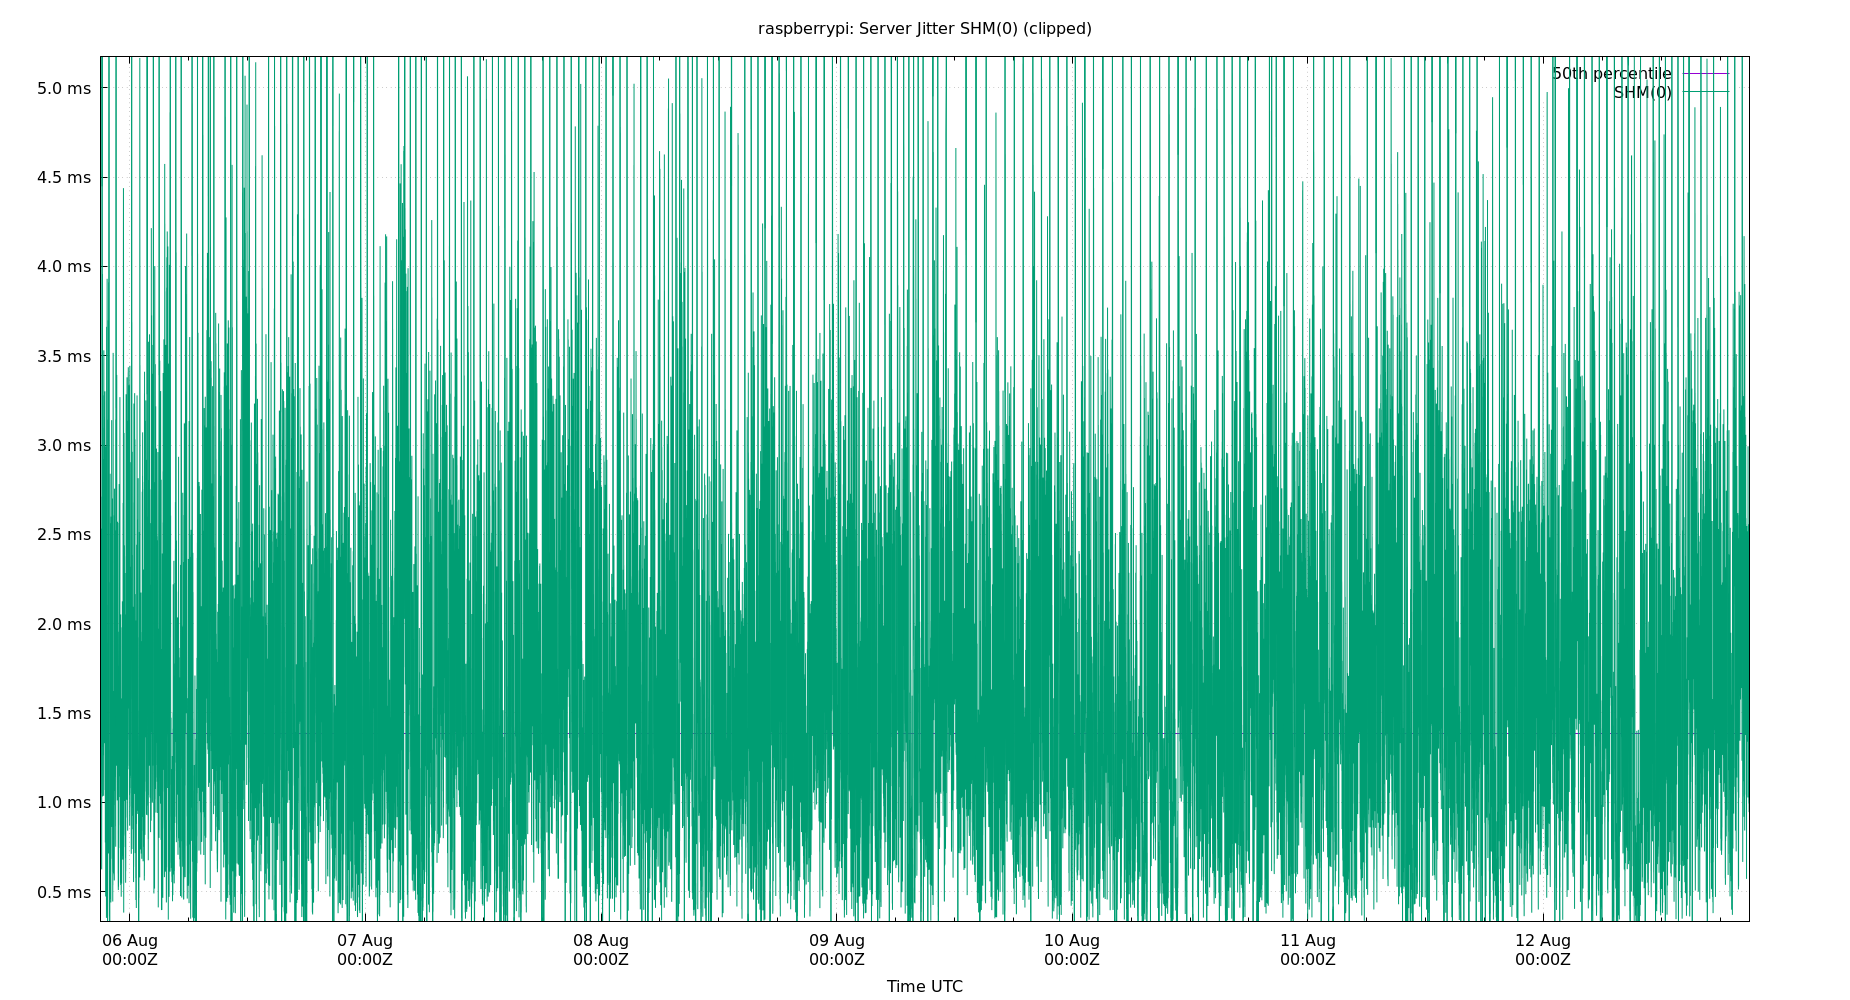 raspberrypi: Server Jitter SHM(0) (clipped)
50th percentile
SHM(0)
5.0 ms
4.5 ms
4.0 ms
3.5 ms
3.0 ms
2.5 ms
2.0 ms
1.5 ms
1.0 ms
0.5 ms
06 Aug 07 Aug 08 Aug 09 Aug 10 Aug 11 Aug 12 Aug
00:00Z 00:00Z 00:00Z 00:00Z 00:00Z 00:00Z 00:00Z
Time UTC